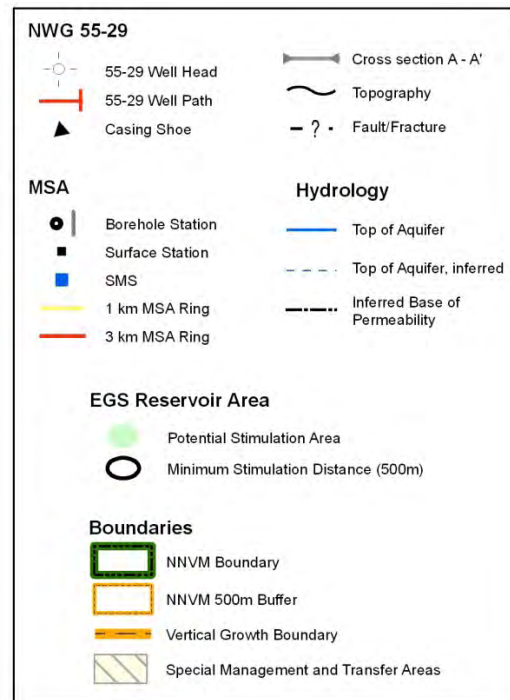 NWG 55-29
55-29 Well Head
55-29 Well Path
Casing Shoe
Cross section A - A'
Topography
?
Fault/Fracture
MSA
Borehole Station
Surface Station
SMS
1 km MSA Ring
3 km MSA Ring
Hydrology
Top of Aquifer
Top of Aquifer, inferred
Inferred Base of
Permeability
EGS Reservoir Area
Potential Stimulation Area
Minimum Stimulation Distance (500m)
Boundaries
NNVM Boundary
NNVM 500m Buffer
Vertical Growth Boundary
Special Management and Transfer Areas